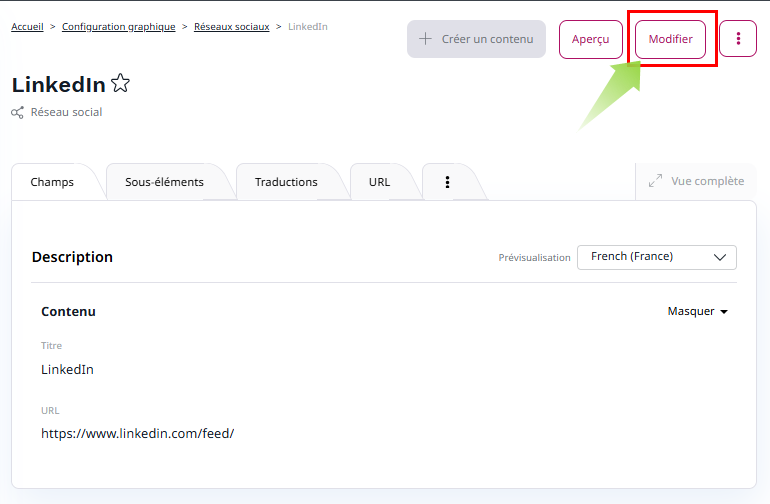 Accueil > Configuration graphique > Réseaux sociaux > LinkedIn
Créer un contenu
Aperçu
Modifier
LinkedIn
Réseau social
Champs
Sous-éléments
Traductions
URL
Vue complète
Description
Prévisualisation
French (France)
Contenu
Masquer
Titre
LinkedIn
URL
https://www.linkedin.com/feed/